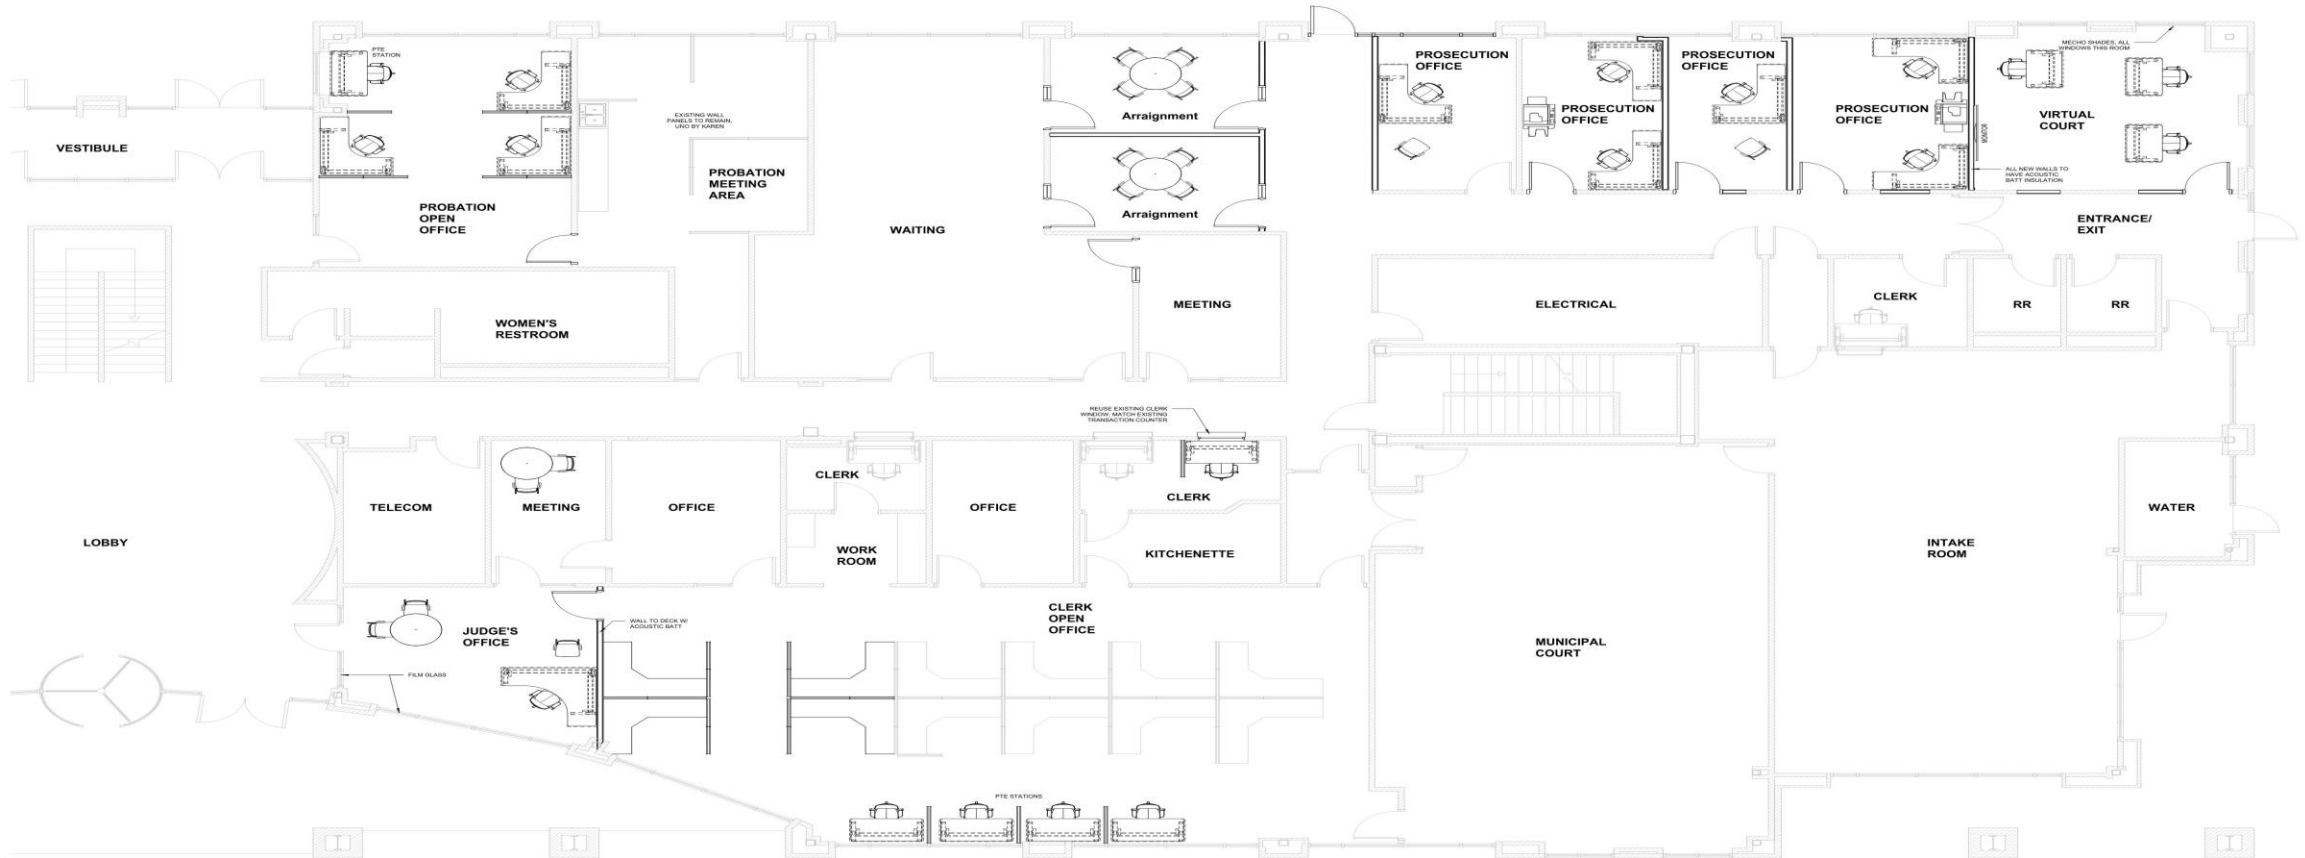 PTE
STATION
VESTIBULE
PROBATION
OPEN
OFFICE
EXISTING WALL
PANELS TO REMAIN,
UNO BY KAREN
PROBATION
MEETING
AREA
WAITING
Arraignment
Arraignment
MEETING
WOMEN'S
RESTROOM
PROSECUTION
OFFICE
PROSECUTION
OFFICE
PROSECUTION
OFFICE
PROSECUTION
OFFICE
MECHO SHADES, ALL
WINDOWS THIS ROOM
VIRTUAL
COURT
MONITOR
ALL NEW WALLS TO
HAVE ACOUSTIC
BATT INSULATION
ENTRANCE/
EXIT
ELECTRICAL
CLERK
RR
RR
REUSE EXISTING CLERK
WINDOW, MATCH EXISTING
TRANSACTION COUNTER
LOBBY
TELECOM
MEETING
OFFICE
CLERK
WORK
ROOM
OFFICE
CLERK
KITCHENETTE
WATER
INTAKE
ROOM
JUDGE'S
OFFICE
WALL TO DECK W/
ACOUSTIC BATT
CLERK
OPEN
OFFICE
MUNICIPAL
COURT
FILM GLASS
PTE STATIONS